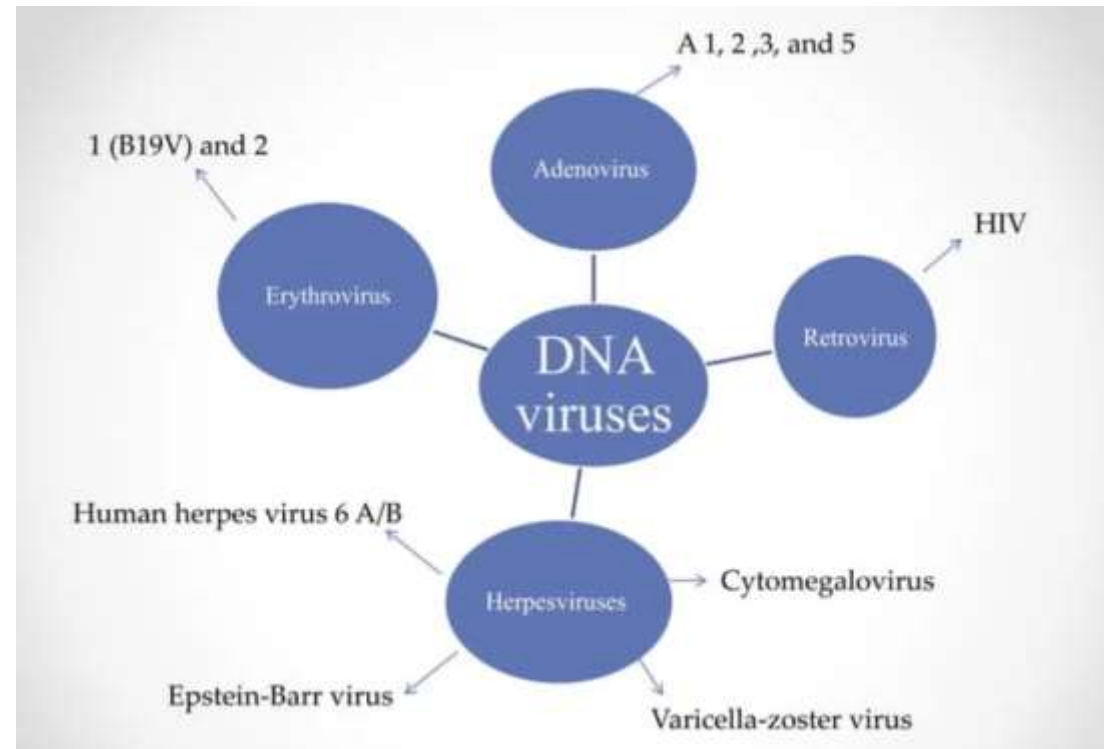 A 1, 2 ,3, and 5
1 (B19V) and 2
Adenovirus
HIV
Erythrovirus
Retrovirus
DNA
viruses
Human herpes virus 6 A/B
Cytomegalovirus
Herpesviruses
Epstein-Barr virus
Varicella-zoster virus